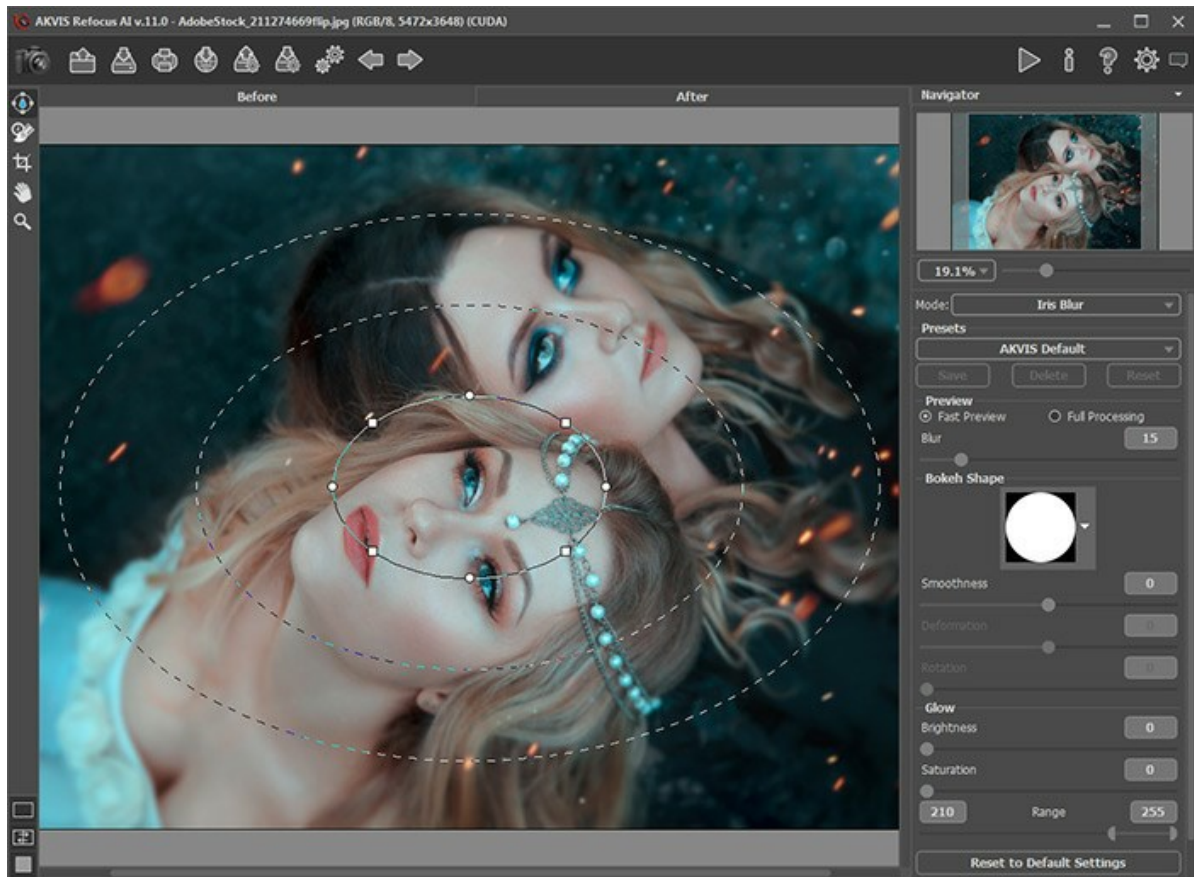 AKVIS Refocus AI v.11.0 - AdobeStock_211274669flip.jpg (RGB/8, 5472x3648) (CUDA)
Before
After
Navigator
19.1%
Mode: Iris Blur
Presets
AKVIS Default
Save Delete Reset
Preview
Fast Preview Full Processing
Blur 15
Bokeh Shape
Smoothness 0
Deformation 0
Rotation 0
Glow
Brightness 0
Saturation 0
210 Range 255
Reset to Default Settings